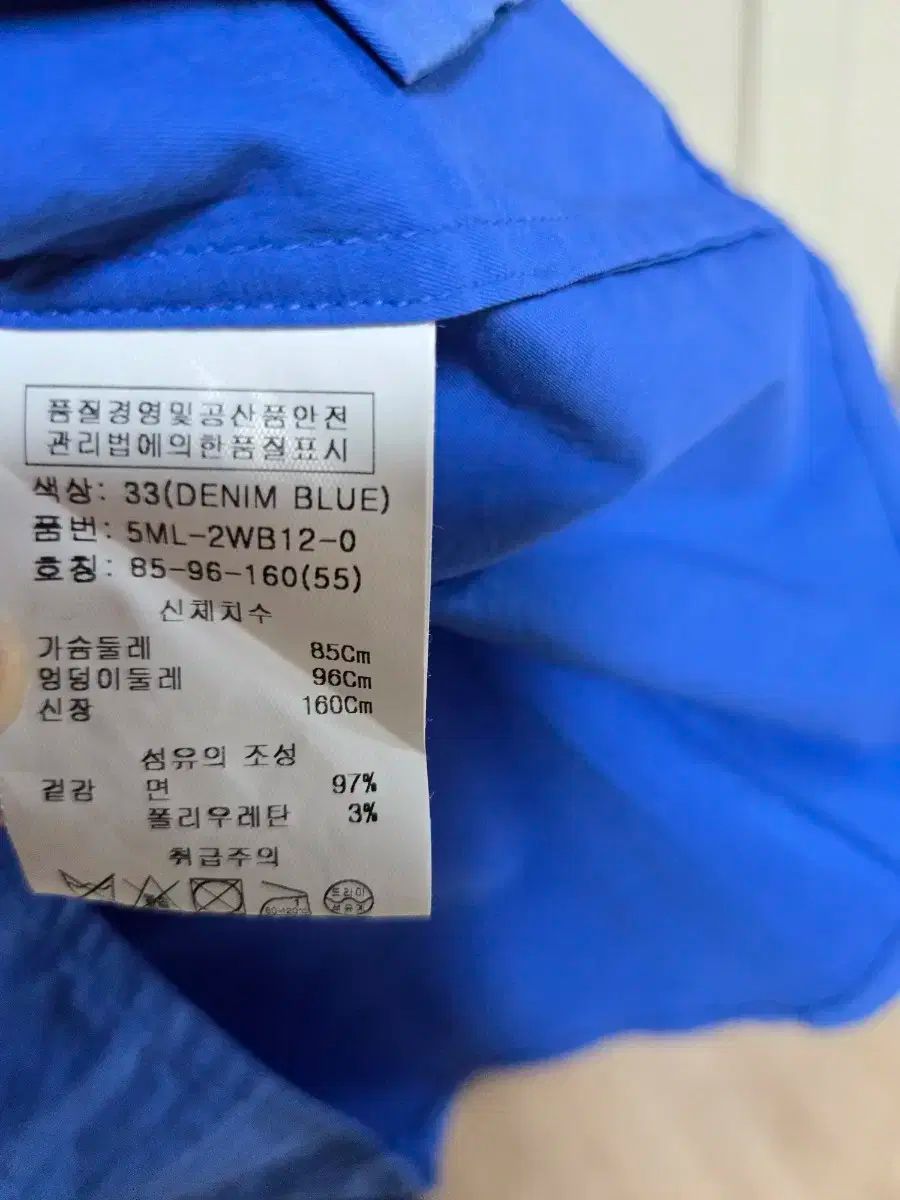 품질경영및공산품안전
관리법에의한품질표시
색상: 33(DENIM BLUE)
품번: 5ML-2WB12-0
호칭: 85-96-160(55)
신체치수
가슴둘레 85Cm
엉덩이둘레 96Cm
신장 160Cm
섬유의 조성
겉감 면 97%
폴리우레탄 3%
취급주의
드라이